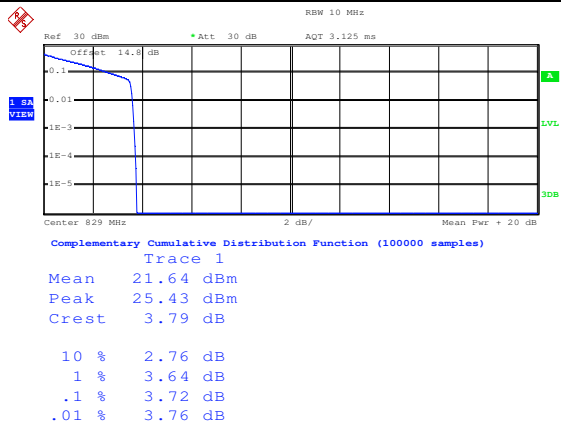 RBW 10 MHz
Ref 30 dBm * Att 30 dB AQT 3.125 ms
Offset 14.8 dB
0.1
A
0.01
1 SA
VIEW
1E-3
LVL
1E-4
1E-5
3DB
Center 829 MHz 2 dB/ Mean Pwr + 20 dB
Complementary Cumulative Distribution Function (100000 samples)
Trace 1
Mean 21.64 dBm
Peak 25.43 dBm
Crest 3.79 dB
10 % 2.76 dB
1 % 3.64 dB
.1 % 3.72 dB
.01 % 3.76 dB